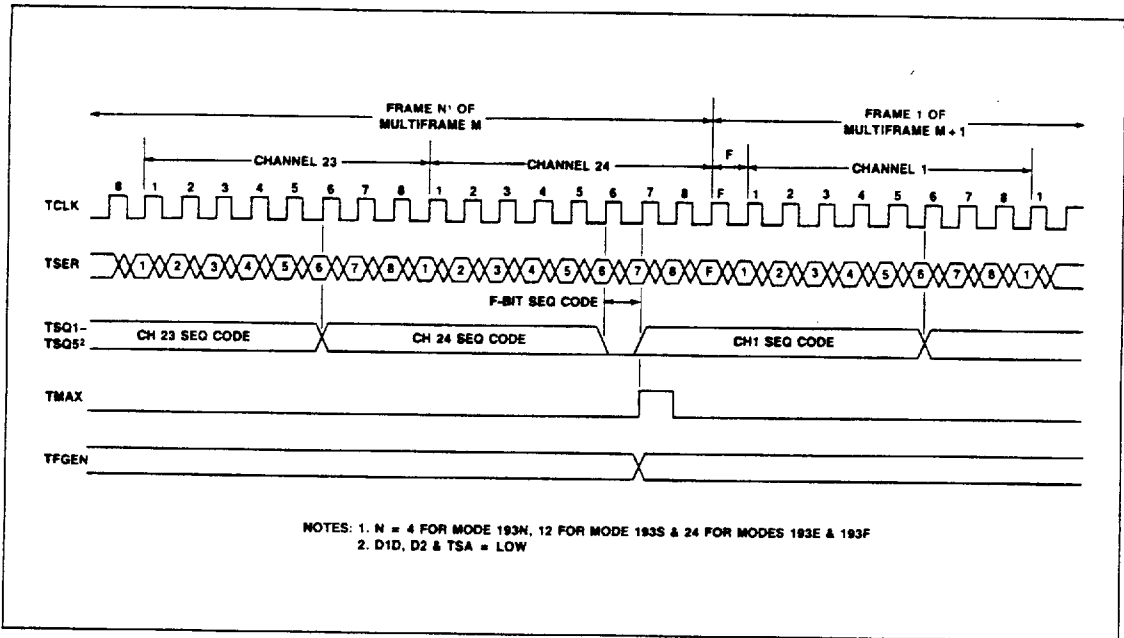 FRAME N¹ OF
MULTIFRAME M
FRAME 1 OF
MULTIFRAME M + 1
CHANNEL 23
CHANNEL 24
F
CHANNEL 1
8 1 2 3 4 5 6 7 8 1 2 3 4 5 6 7 8 F 1 2 3 4 5 6 7 8 1
TCLK
TSER
1 2 3 4 5 6 7 8 1 2 3 4 5 6 7 8 F 1 2 3 4 5 6 7 8 1
F-BIT SEQ CODE
TSQ1–
TSQ5²
CH 23 SEQ CODE
CH 24 SEQ CODE
CH1 SEQ CODE
TMAX
TFGEN
NOTES: 1. N = 4 FOR MODE 193N, 12 FOR MODE 193S & 24 FOR MODES 193E & 193F
2. D1D, D2 & TSA = LOW